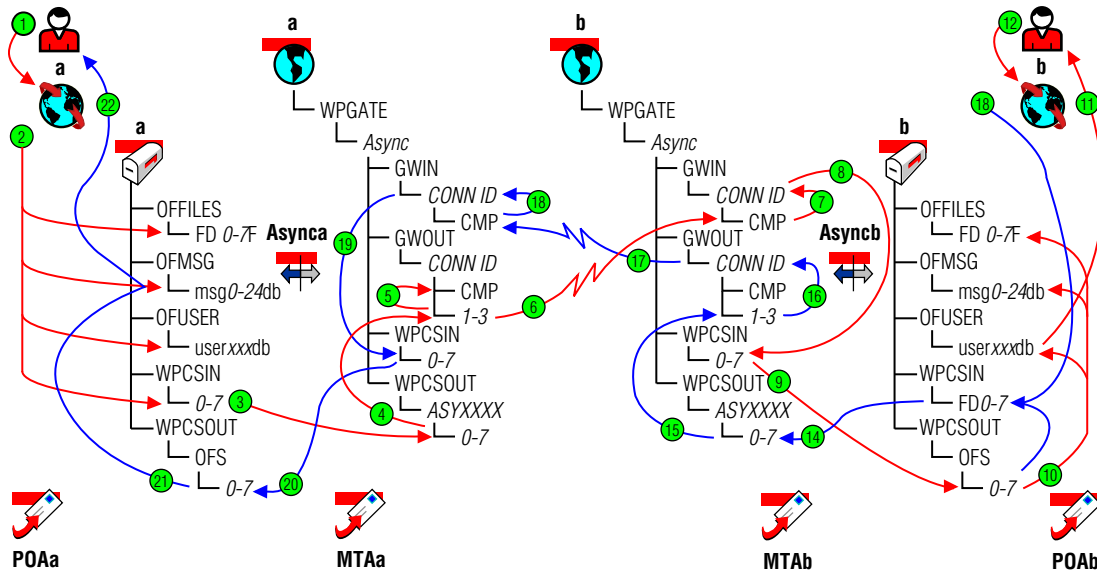 1
a
2
22
a
OFFILES
FD 0-7F
OFMSG
msg0-24db
OFUSER
userxxxdb
WPCSIN
0-7
WPCSOUT
OFS
0-7
3
21
20
POAa
Asynca
a
WPGATE
Async
GWIN
CONN ID
CMP
GWOUT
CONN ID
CMP
1-3
WPCSIN
0-7
WPCSOUT
ASYXXXX
0-7
18
19
5
6
4
17
MTAa
b
WPGATE
Async
GWIN
CONN ID
CMP
GWOUT
CONN ID
CMP
1-3
WPCSIN
0-7
WPCSOUT
ASYXXXX
0-7
8
7
16
9
15
14
Asyncb
MTAb
b
OFFILES
FD 0-7F
OFMSG
msg0-24db
OFUSER
userxxxdb
WPCSIN
FD0-7
WPCSOUT
OFS
0-7
12
b
18
11
10
POAb